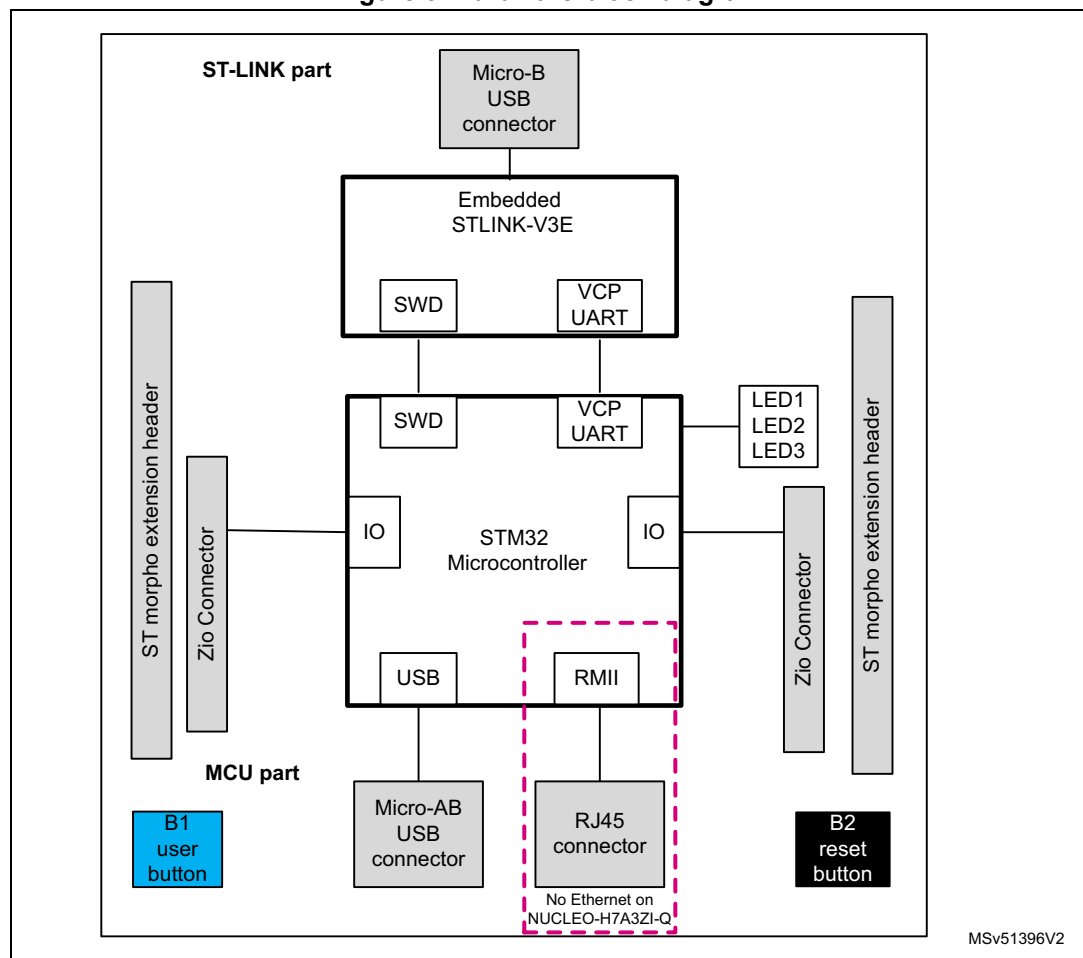 ST-LINK part
Micro-B
USB
connector
Embedded
STLINK-V3E
SWD
VCP
UART
SWD
VCP
UART
LED1
LED2
LED3
ST morpho extension header
Zio Connector
IO
STM32
Microcontroller
IO
Zio Connector
ST morpho extension header
USB
RMII
MCU part
B1
user
button
Micro-AB
USB
connector
RJ45
connector
B2
reset
button
No Ethernet on
NUCLEO-H7A3ZI-Q
MSv51396V2